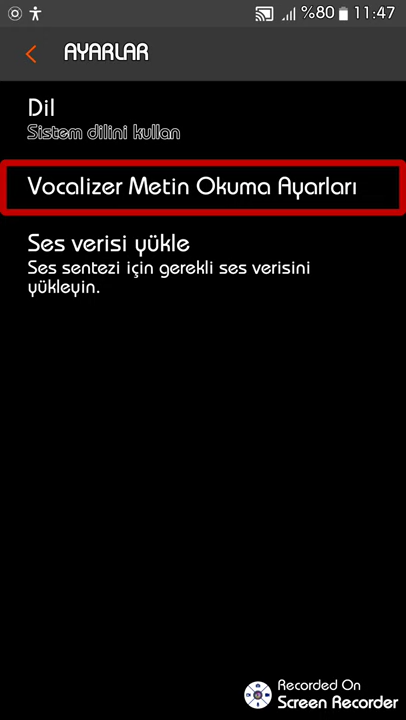 %80 11:47
AYARLAR
Dil
Sistem dilini kullan
Vocalizer Metin Okuma Ayarları
Ses verisi yükle
Ses sentezi için gerekli ses verisini
yükleyin.
Recorded On
Screen Recorder